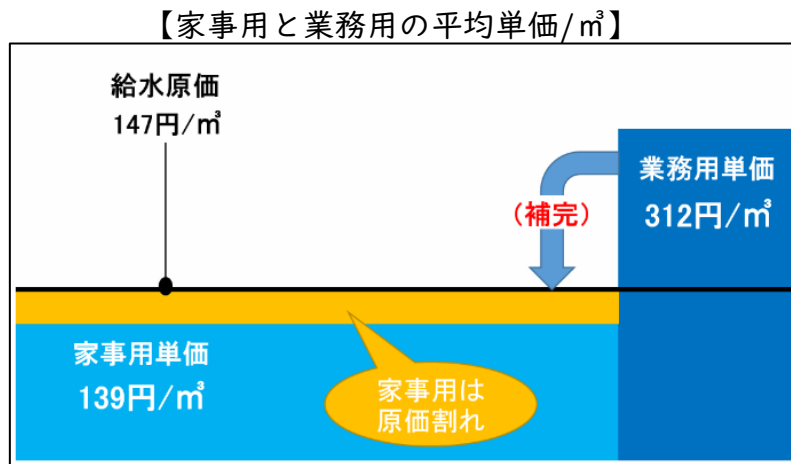 【家事用と業務用の平均単価/㎥】
給水原価
147円/㎥
業務用単価
312円/㎥
(補完)
家事用単価
139円/㎥
家事用は
原価割れ